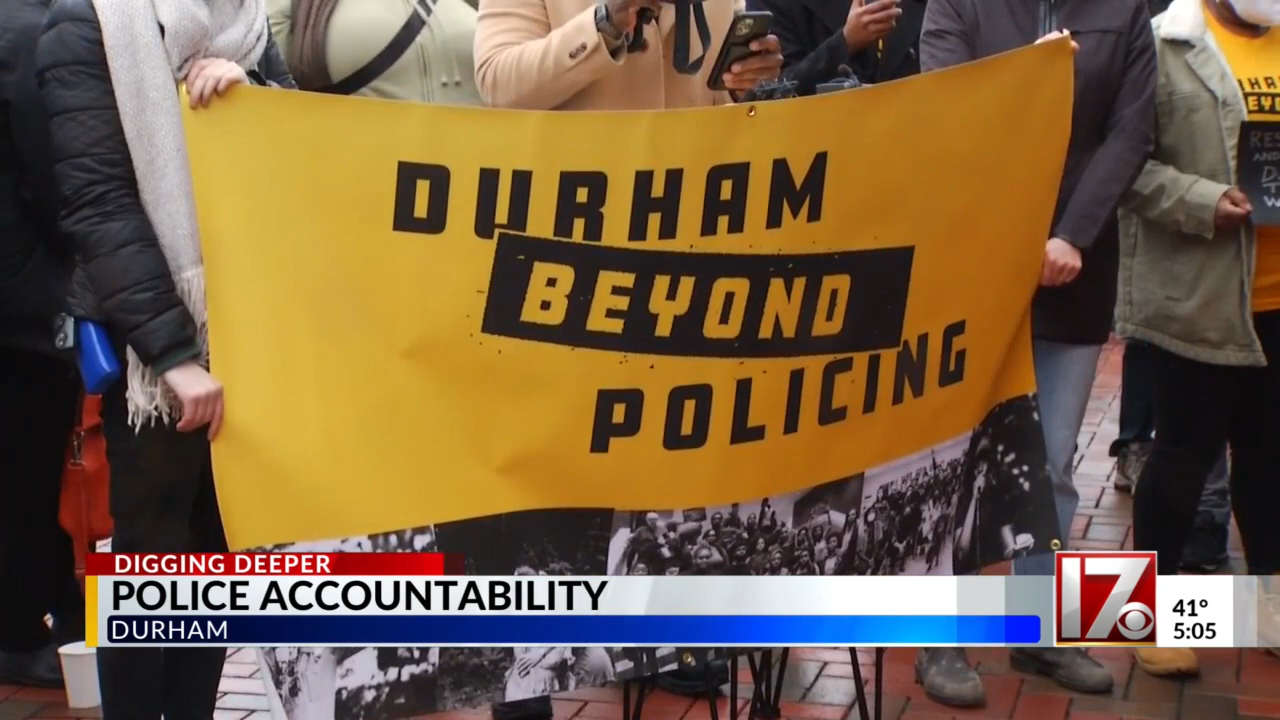 DURHAM
BEYOND
POLICING
DIGGING DEEPER
POLICE ACCOUNTABILITY
DURHAM
17
41°
5:05